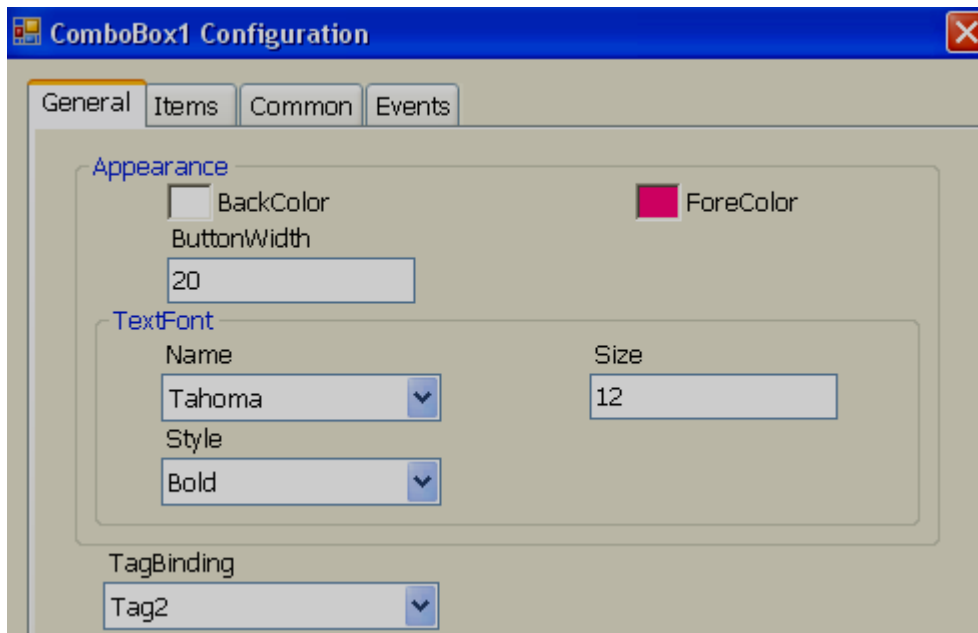 ComboBox1 Configuration
General Items Common Events
Appearance
BackColor ForeColor
ButtonWidth
20
TextFont
Name Size
Tahoma 12
Style
Bold
TagBinding
Tag2